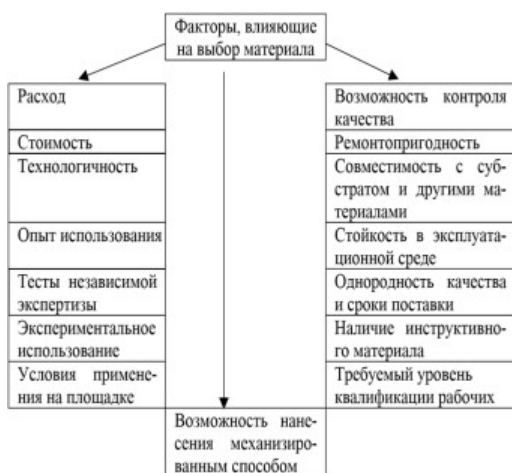 Факторы, влияющие
на выбор материала
Расход
Стоимость
Технологичность
Опыт использования
Тесты независимой
экспертизы
Экспериментальное
использование
Условия примене-
ния на площадке
Возможность контроля
качества
Ремонтопригодность
Совместимость с суб-
стратом и другими ма-
териалами
Стойкость в эксплуата-
ционной среде
Однородность качества
и сроки поставки
Наличие инструктивно-
го материала
Требуемый уровень
квалификации рабочих
Возможность нане-
сения механизиро-
ванным способом